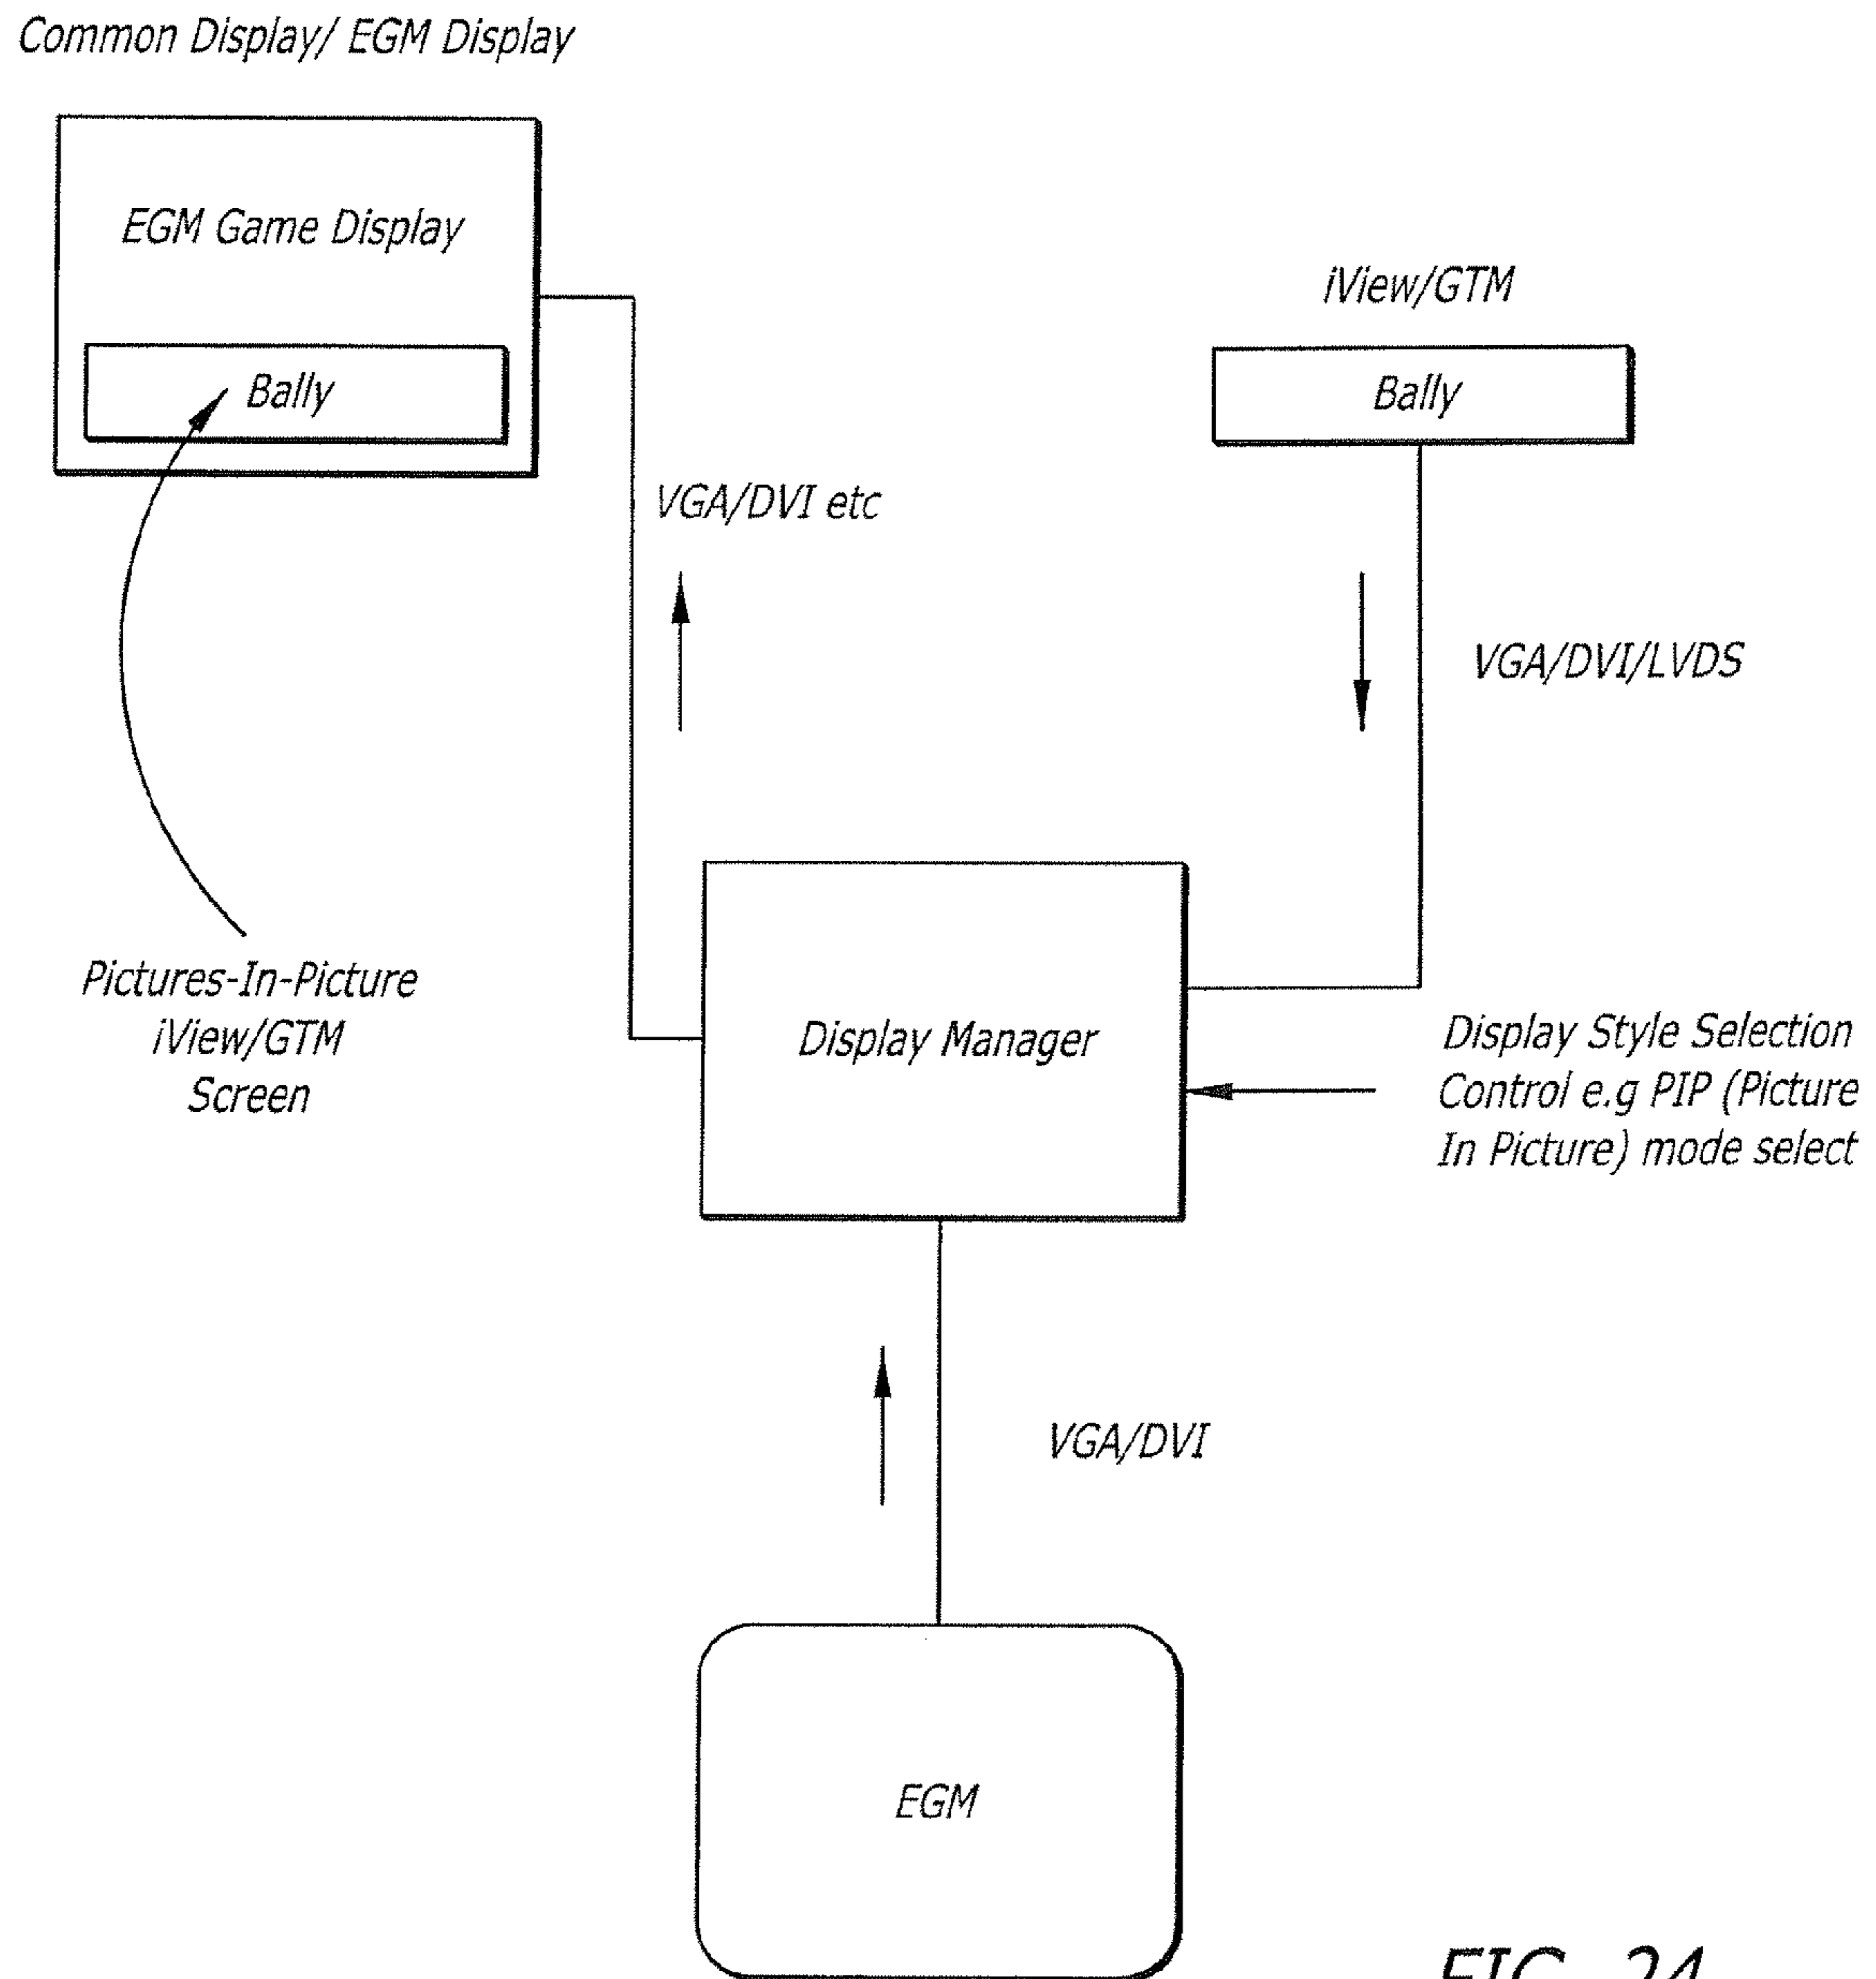 Common Display/ EGM Display
EGM Game Display
Bally
iView/GTM
Bally
VGA/DVI etc
VGA/DVI/LVDS
Pictures-In-Picture
iView/GTM
Screen
Display Manager
Display Style Selection
Control e.g PIP (Picture
In Picture) mode select
VGA/DVI
EGM
FIG. 24